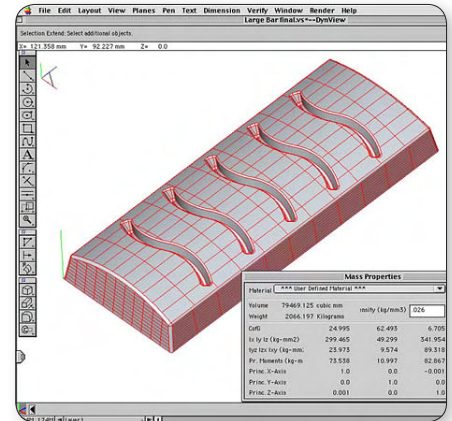 File Edit Layout View Planes Pen Text Dimension Verify Window Render Help
Large Bar final.vs*--DynView
Selection Extend: Select additional objects.
X= 121.358 mm Y= 92.227 mm Z= 0.0
Mass Properties
Material *** User Defined Material ***
Volume 79469.125 cubic mm
ensity (kg/mm3) .026
Weight 2066.197 Kilograms
CofG 24.995 62.493 6.705
Ix Iy Iz (kg-mm2) 299.465 49.299 341.954
Iyz Izx Ixy (kg-mm; 23.973 9.574 89.318
Pr. Moments (kg-m 73.538 10.997 82.867
Princ. X-Axis 1.0 0.0 -0.001
Princ. Y-Axis 0.0 1.0 0.0
Princ. Z-Axis 0.001 0.0 1.0